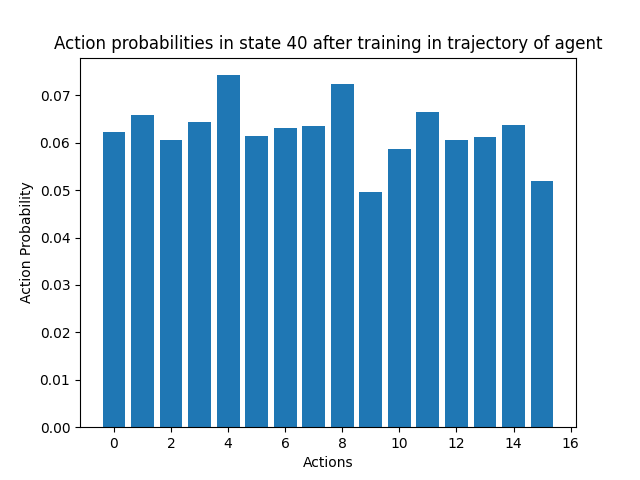 Action probabilities in state 40 after training in trajectory of agent
0.07
0.06
0.05
0.04
0.03
0.02
0.01
0.00
Action Probability
0 2 4 6 8 10 12 14 16
Actions